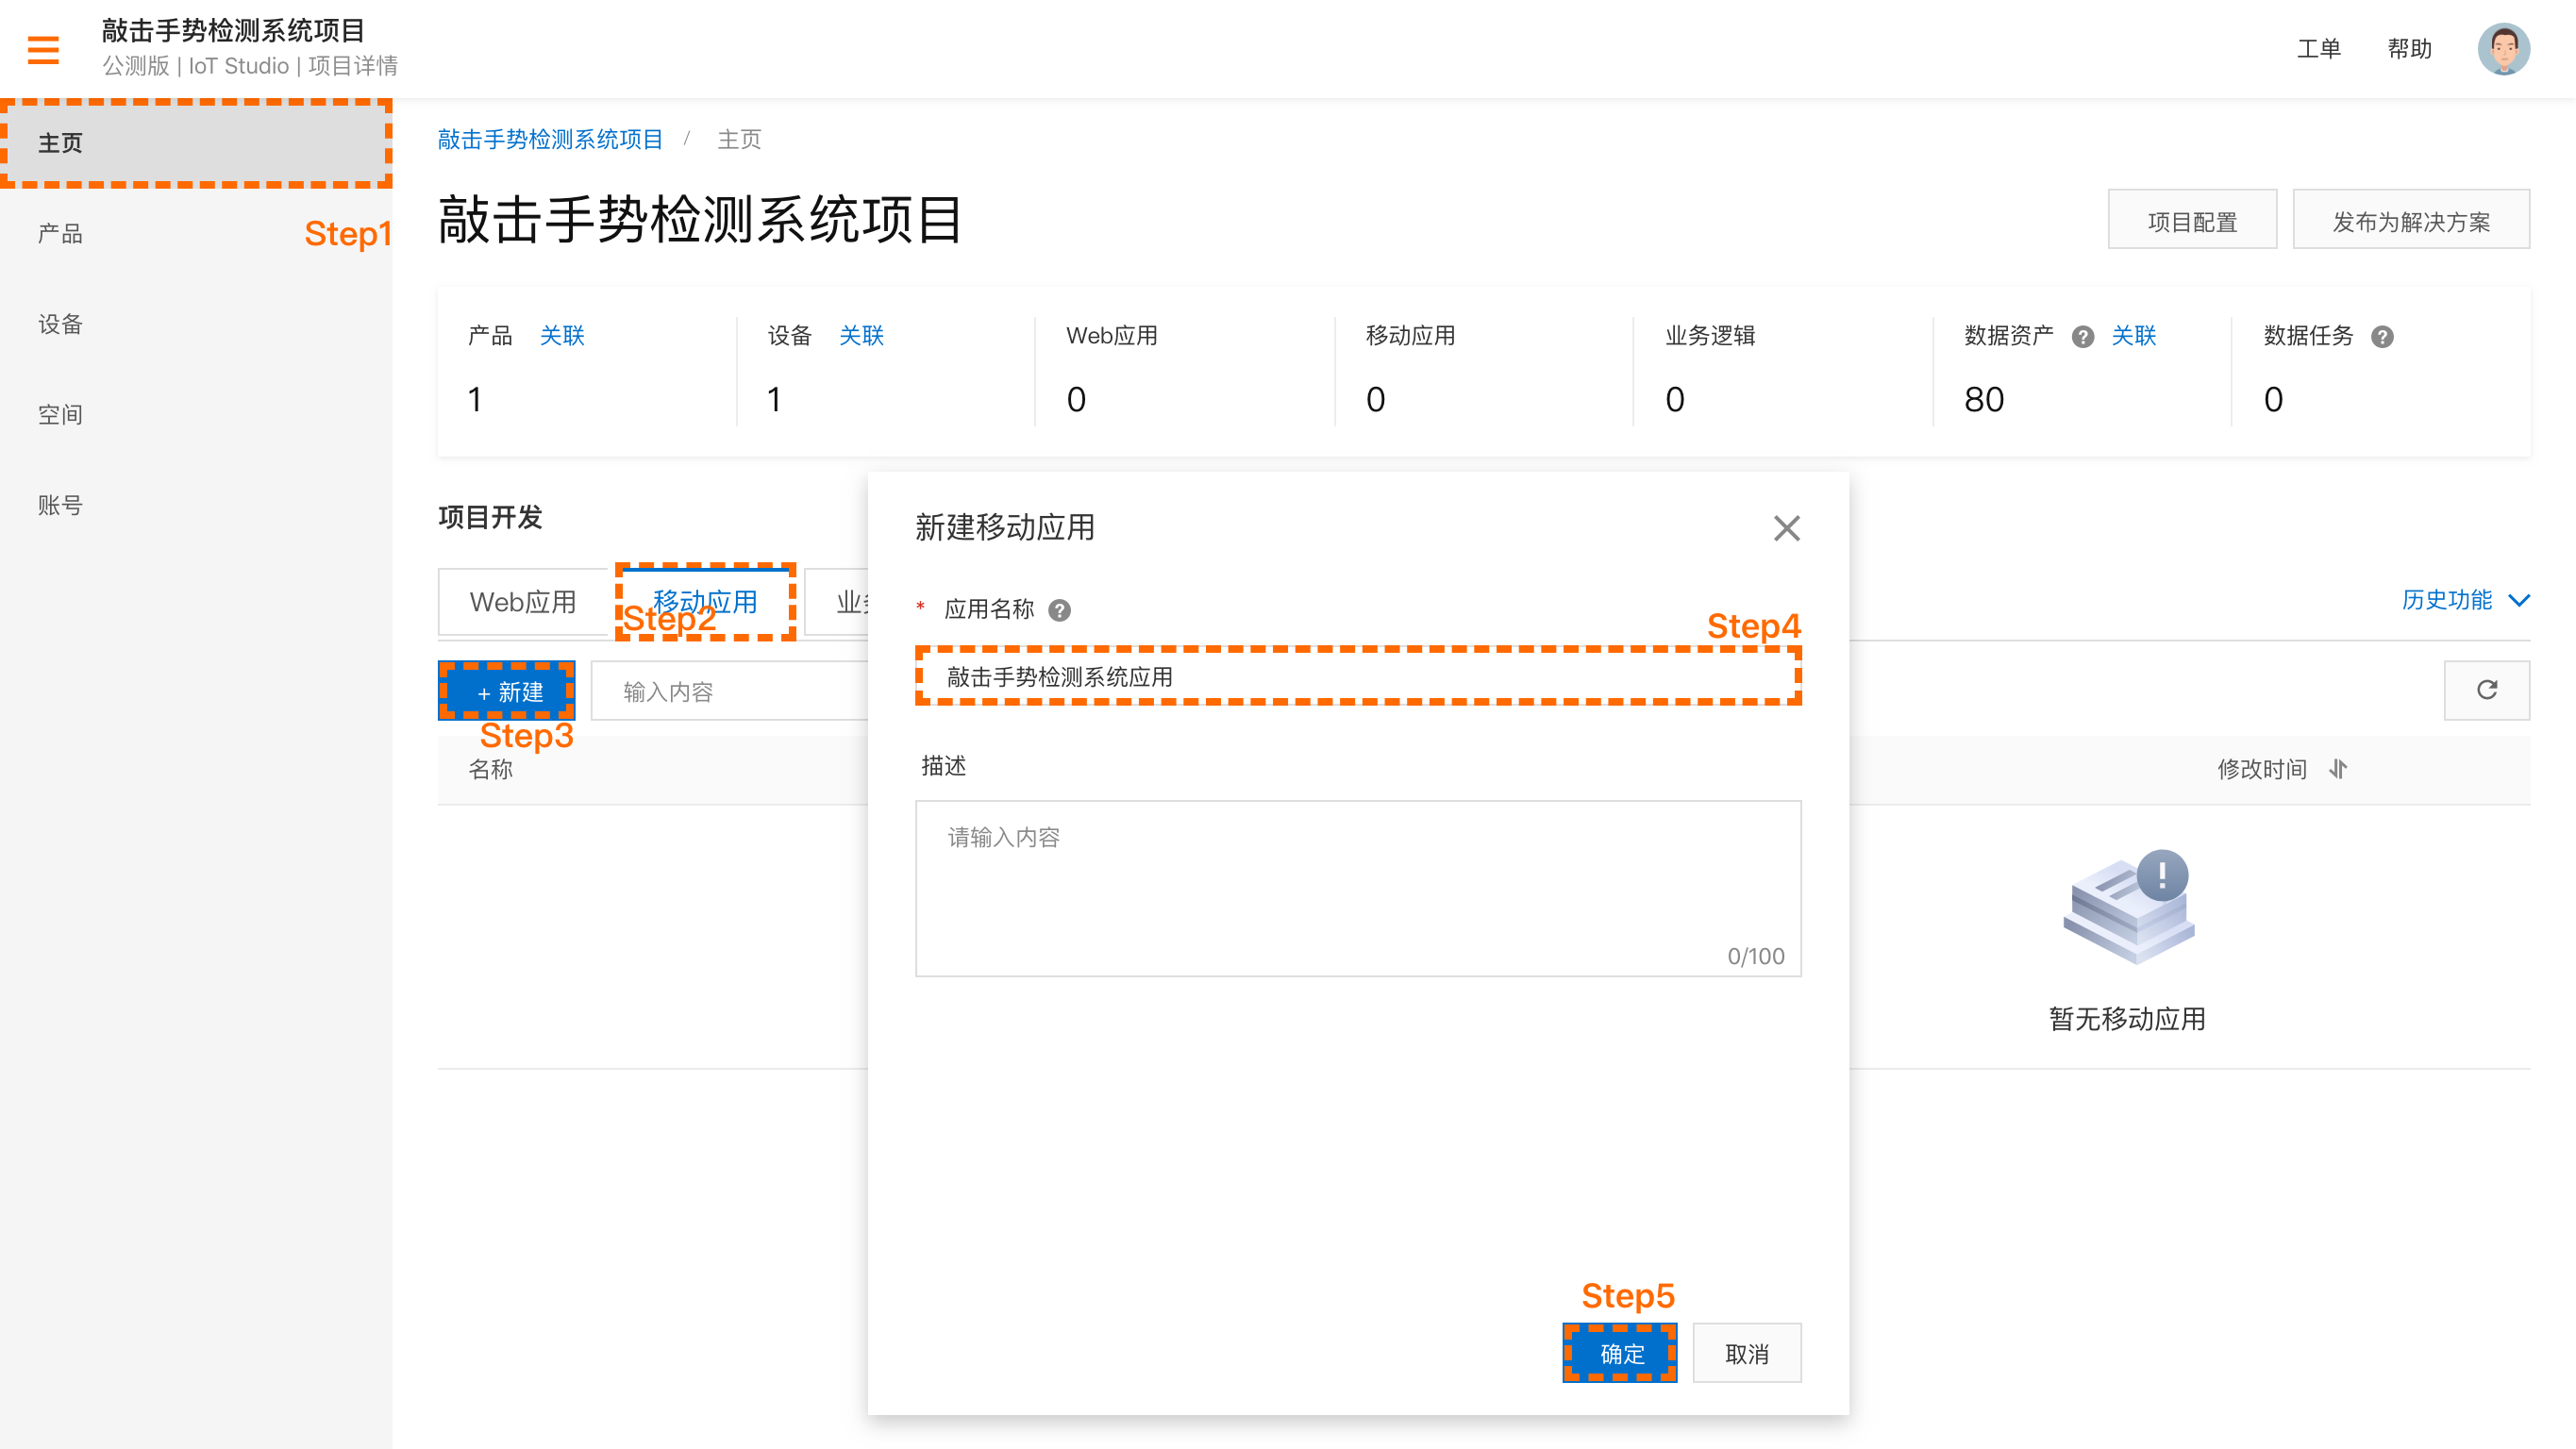 敲击手势检测系统项目
公测版 | IoT Studio | 项目详情
工单 帮助
主页
Step1
产品
设备
空间
账号
敲击手势检测系统项目 / 主页
敲击手势检测系统项目
项目配置 发布为解决方案
产品 关联 设备 关联 Web应用 移动应用 业务逻辑 数据资产 ? 关联 数据任务 ?
1 1 0 0 0 80 0
项目开发
Web应用 移动应用 业
Step2
历史功能
+ 新建 输入内容
Step3
名称 修改时间
暂无移动应用
新建移动应用
* 应用名称 ?
Step4
敲击手势检测系统应用
描述
请输入内容
0/100
Step5
确定 取消